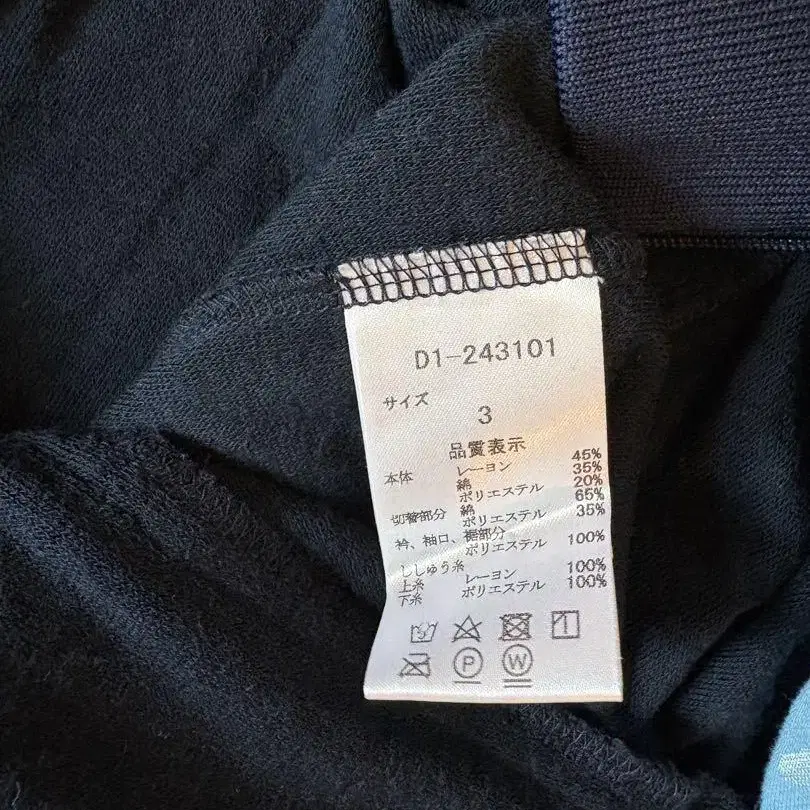 D1-243101
サイズ
3
品質表示
本体 レーヨン 45%
綿 35%
ポリエステル 20%
切替部分 綿 65%
ポリエステル 35%
衿、袖口、裾部分
ポリエステル 100%
ししゅう糸
上糸 レーヨン 100%
下糸 ポリエステル 100%
P W